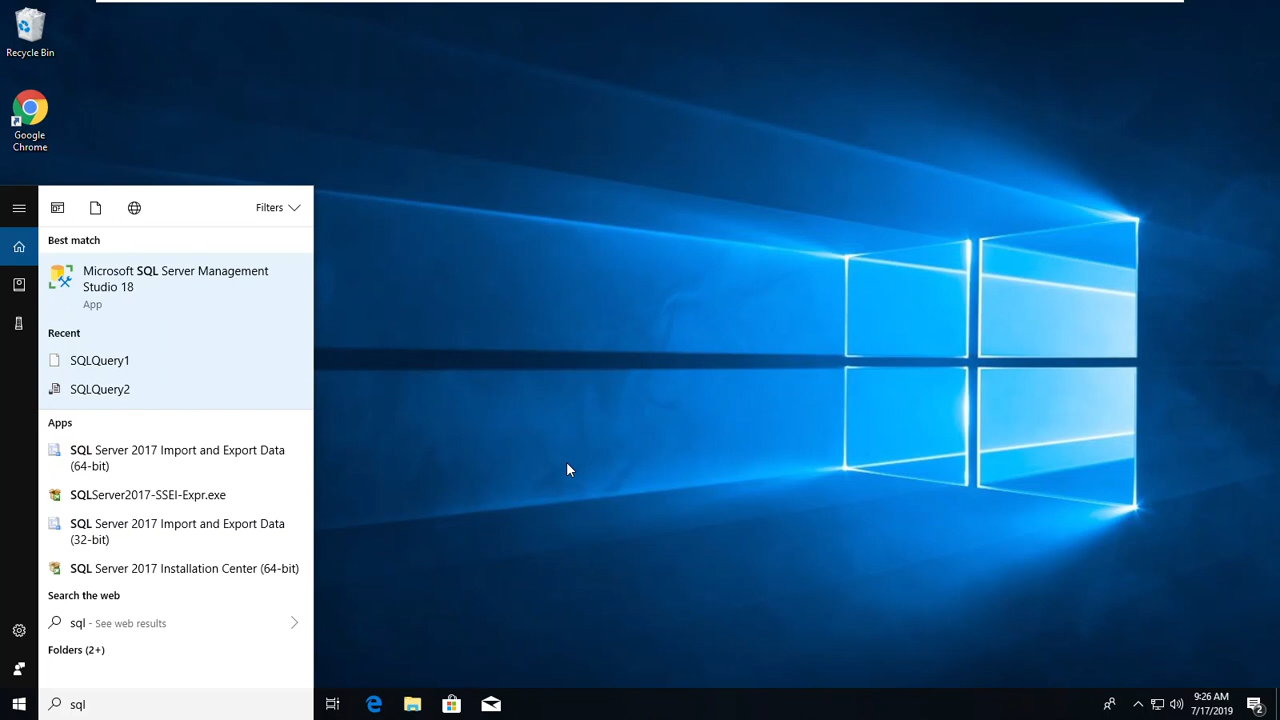 Recycle Bin
Google
Chrome
Filters
Best match
Microsoft SQL Server Management
Studio 18
App
Recent
SQLQuery1
SQLQuery2
Apps
SQL Server 2017 Import and Export Data
(64-bit)
SQLServer2017-SSEI-Expr.exe
SQL Server 2017 Import and Export Data
(32-bit)
SQL Server 2017 Installation Center (64-bit)
Search the web
sql - See web results
Folders (2+)
sql
9:26 AM
7/17/2019
2